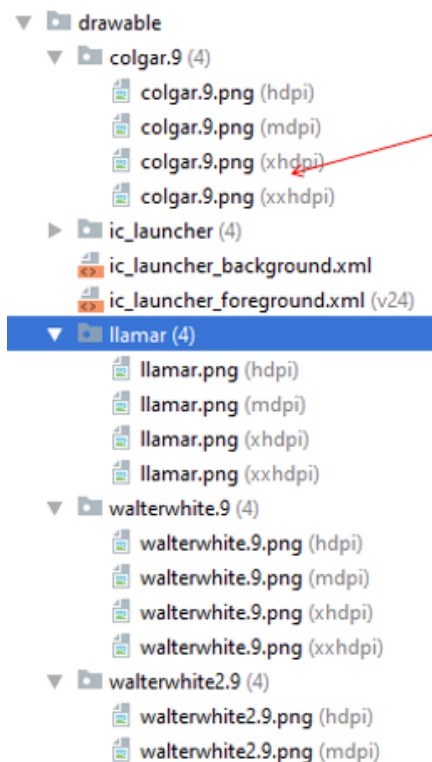 drawable
colgar.9 (4)
colgar.9.png (hdpi)
colgar.9.png (mdpi)
colgar.9.png (xhdpi)
colgar.9.png (xxhdpi)
ic_launcher (4)
ic_launcher_background.xml
ic_launcher_foreground.xml (v24)
llamar (4)
llamar.png (hdpi)
llamar.png (mdpi)
llamar.png (xhdpi)
llamar.png (xxhdpi)
walterwhite.9 (4)
walterwhite.9.png (hdpi)
walterwhite.9.png (mdpi)
walterwhite.9.png (xhdpi)
walterwhite.9.png (xxhdpi)
walterwhite2.9 (4)
walterwhite2.9.png (hdpi)
walterwhite2.9.png (mdpi)